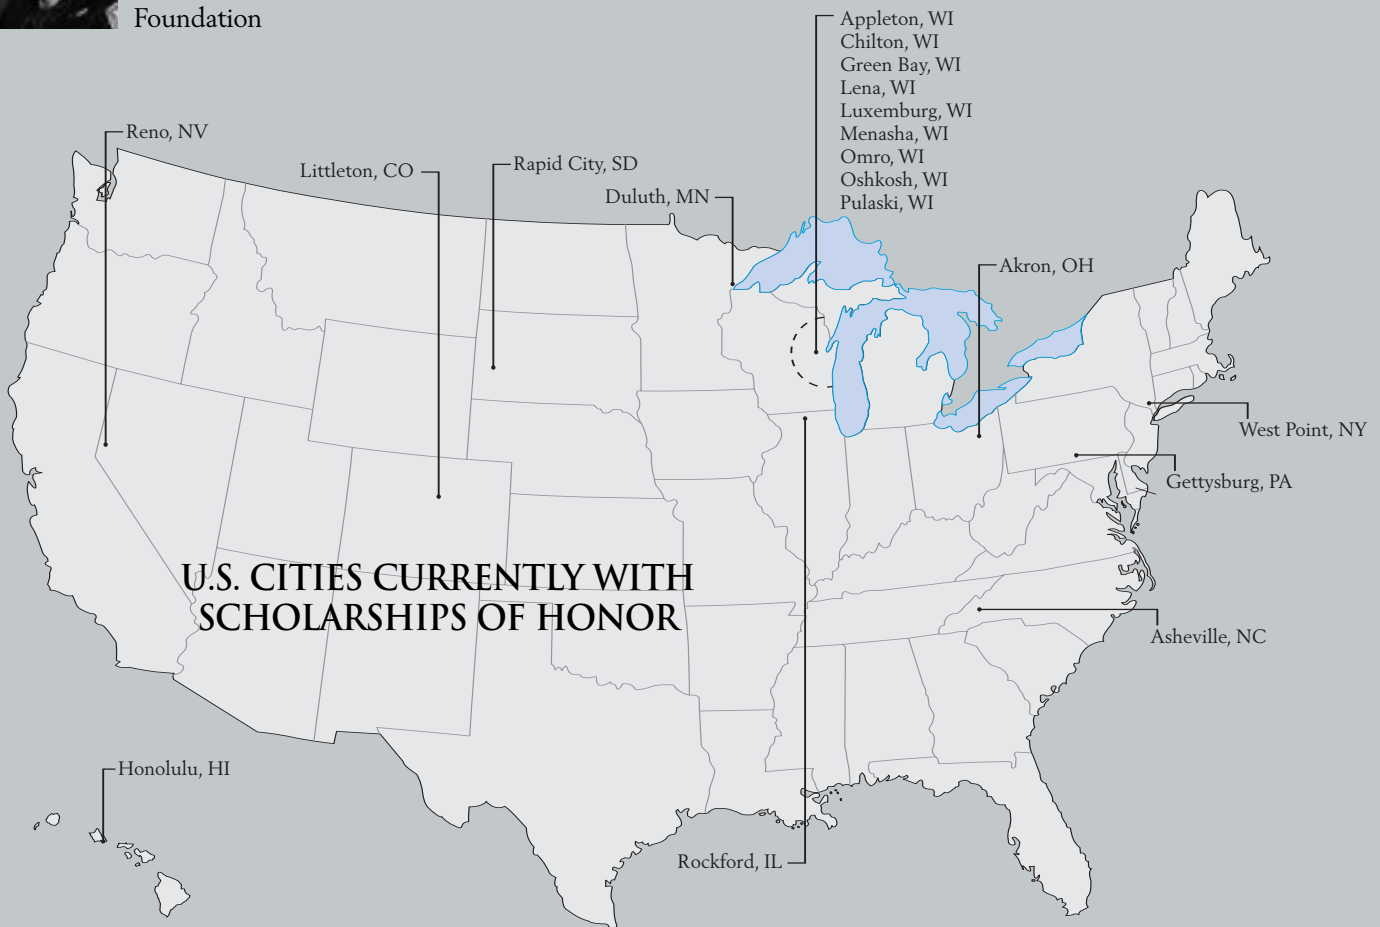 Foundation
Appleton, WI
Chilton, WI
Green Bay, WI
Lena, WI
Luxemburg, WI
Menasha, WI
Omro, WI
Oshkosh, WI
Pulaski, WI
Reno, NV
Littleton, CO
Rapid City, SD
Duluth, MN
Akron, OH
West Point, NY
Gettysburg, PA
U.S. CITIES CURRENTLY WITH
SCHOLARSHIPS OF HONOR
Asheville, NC
Honolulu, HI
Rockford, IL